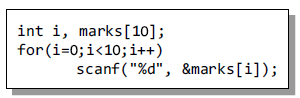 int i, marks[10];
for(i=0;i<10;i++)
scanf("%d", &marks[i]);